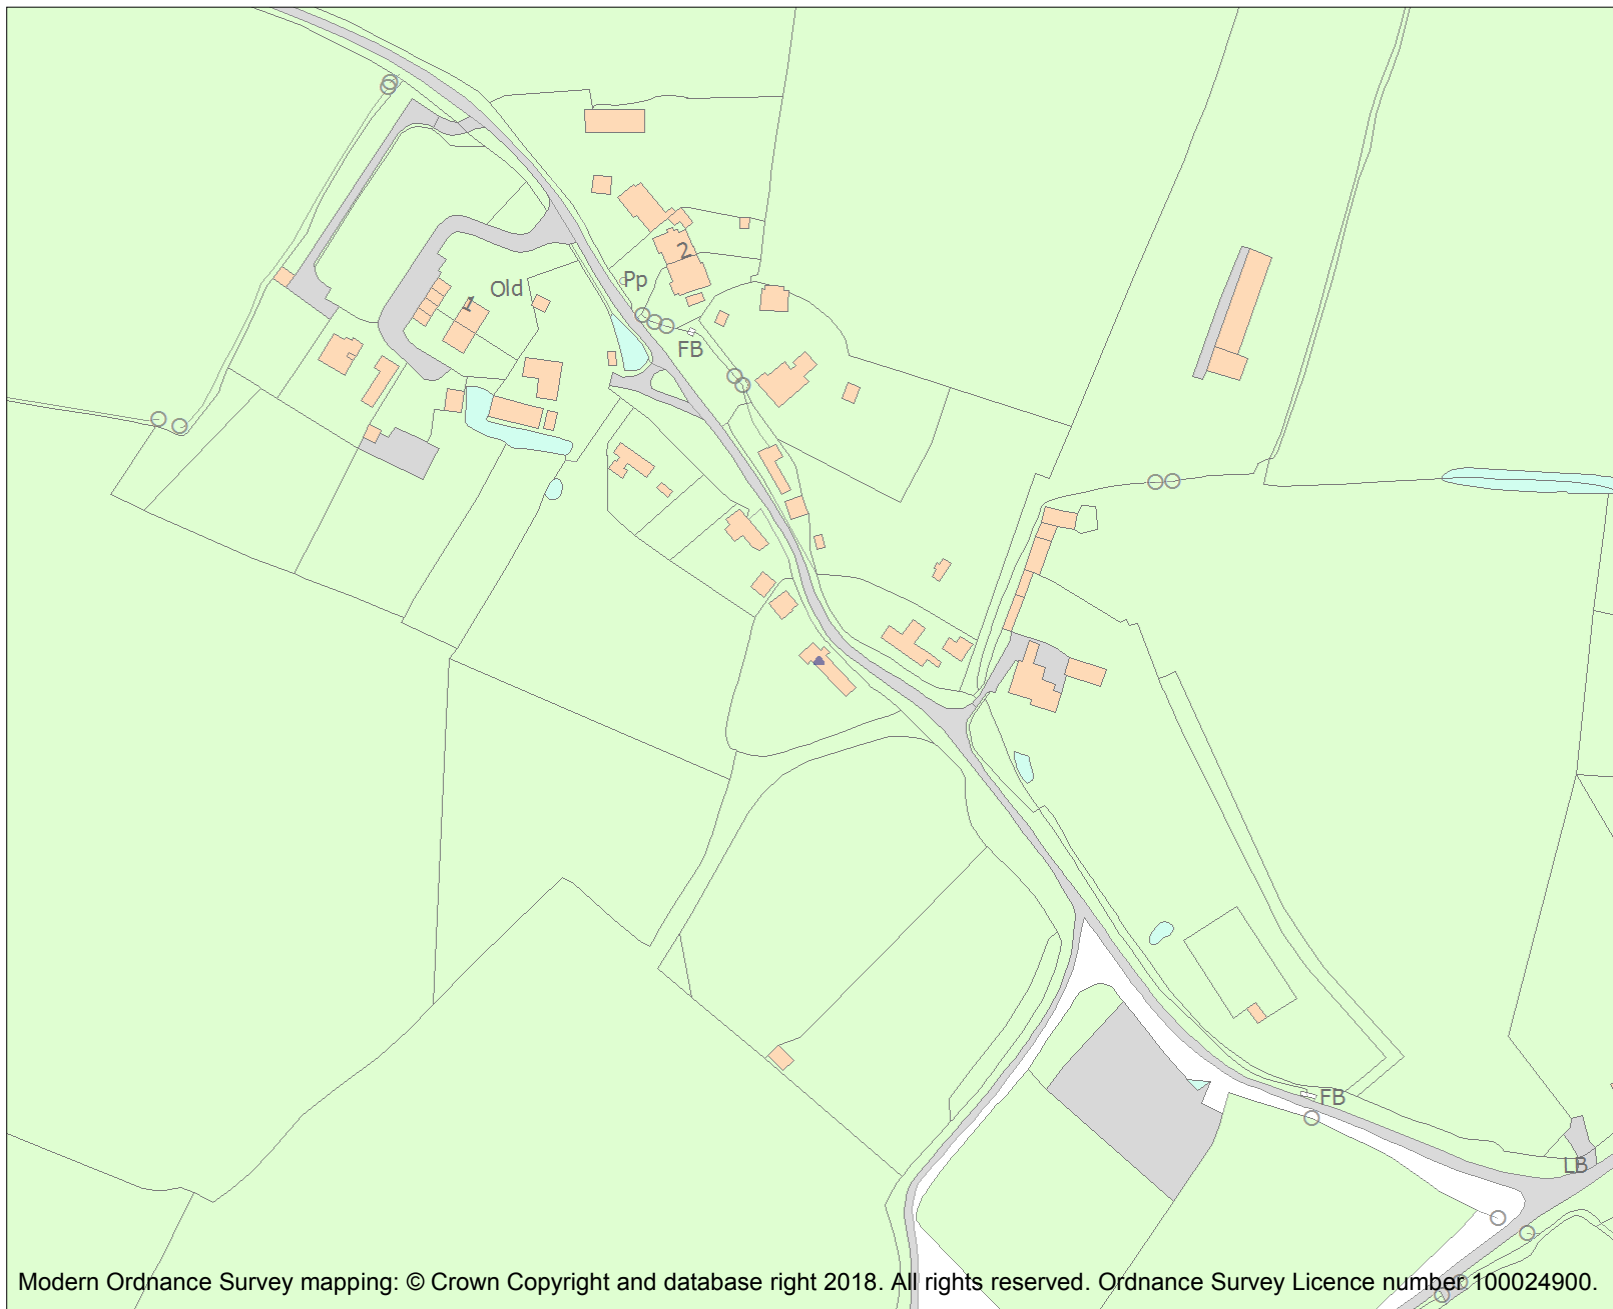 2
Pp
Old
1
FB
FB
LB
Modern Ordnance Survey mapping: © Crown Copyright and database right 2018. All rights reserved. Ordnance Survey Licence number 100024900.